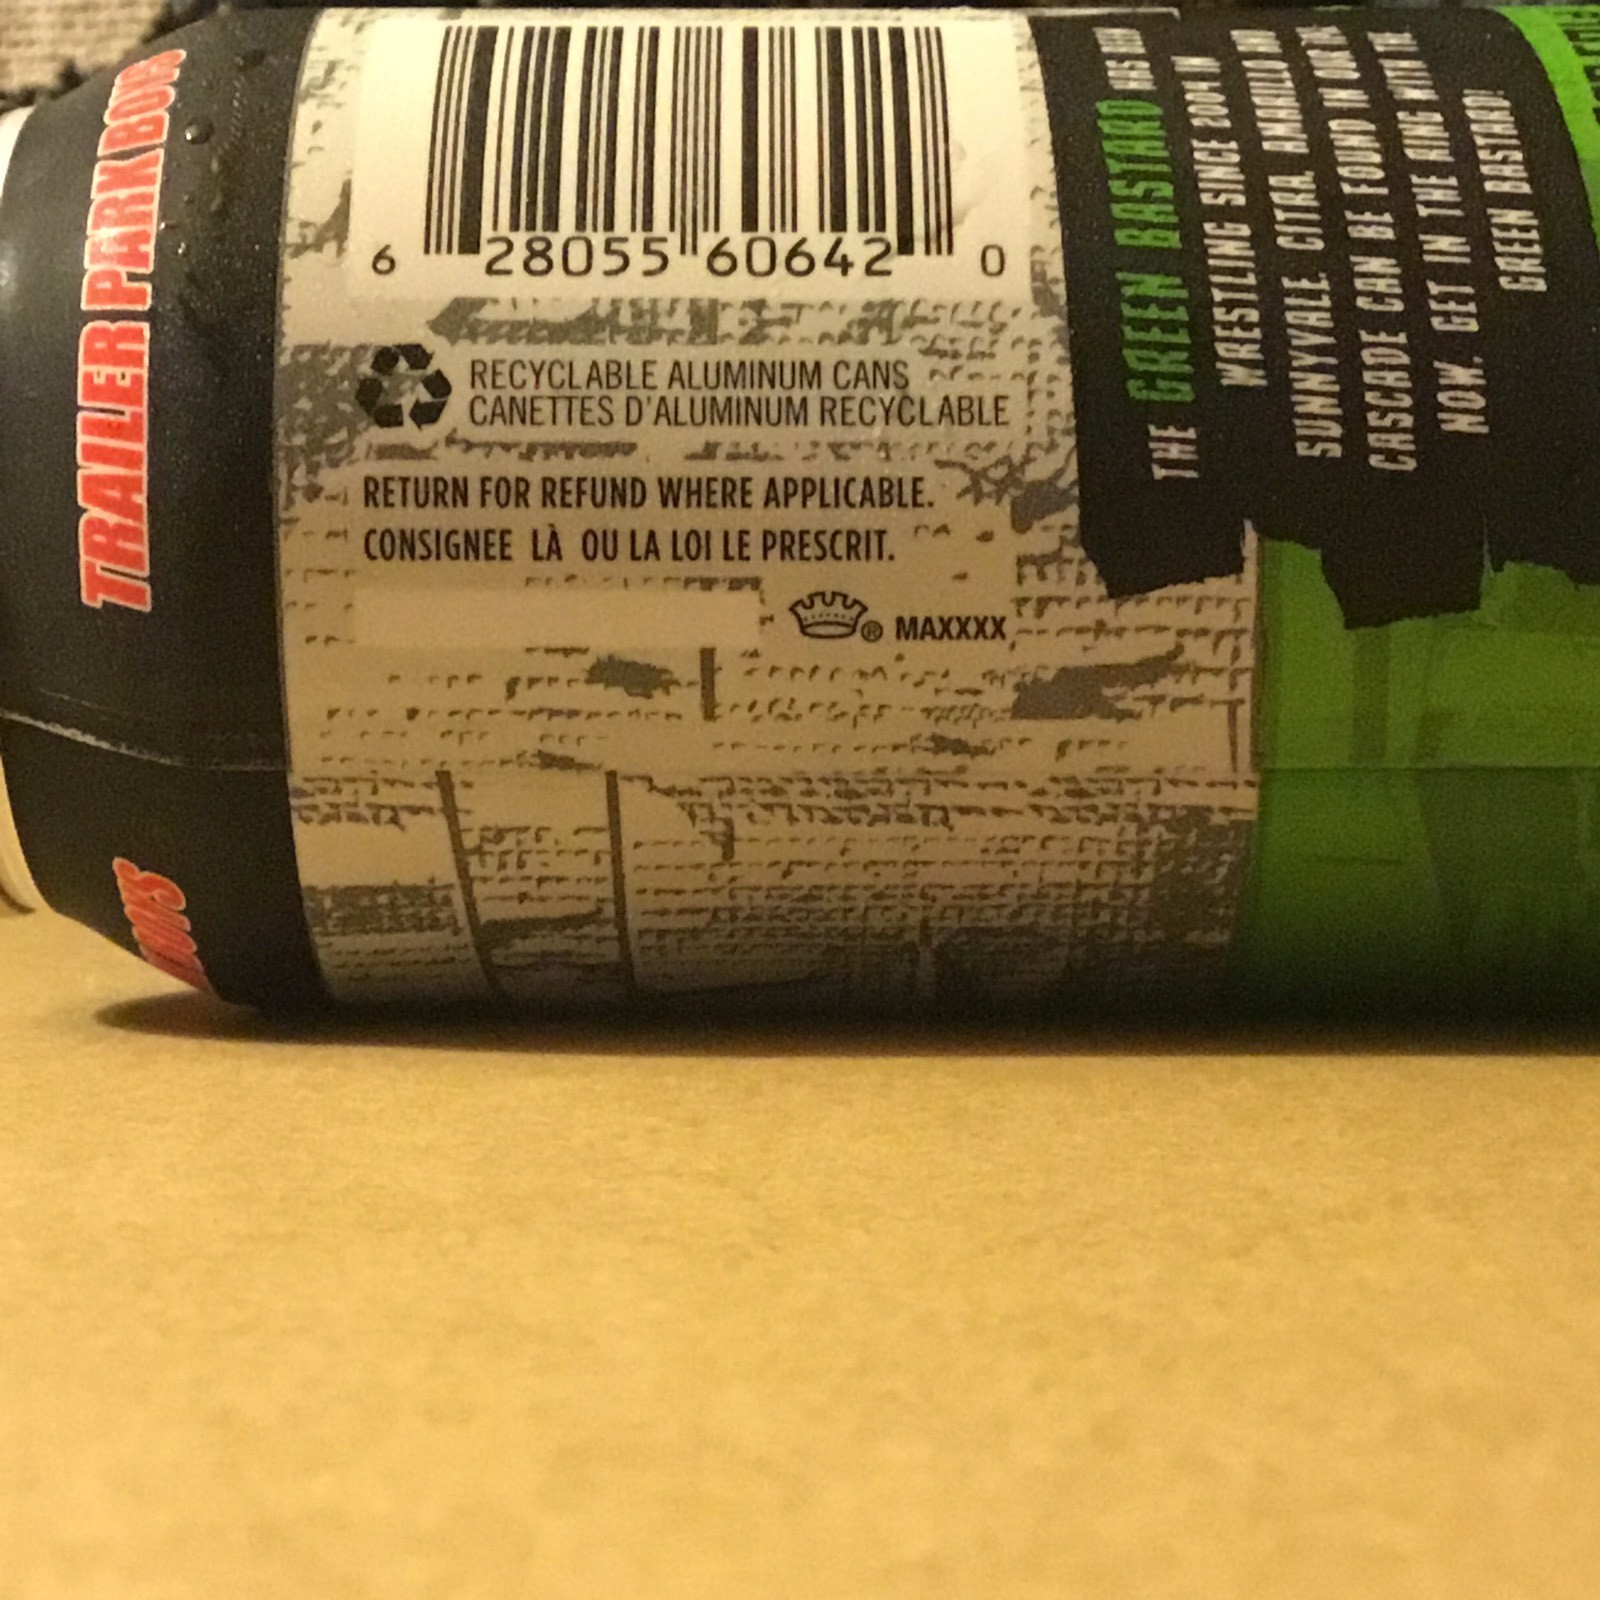 TRAILER PARK BOYS
6 28055 60642 0
RECYCLABLE ALUMINUM CANS
CANETTES D'ALUMINUM RECYCLABLE
RETURN FOR REFUND WHERE APPLICABLE.
CONSIGNEE LÀ OU LA LOI LE PRESCRIT.
® MAXXXX
THE GREEN BASTARD HAS BEEN
WRESTLING SINCE 2004 IN
SUNNYVALE. CITRA, AMARILLO AND
CASCADE CAN BE FOUND IN
NOW. GET IN THE RING WITH THE
GREEN BASTARD!